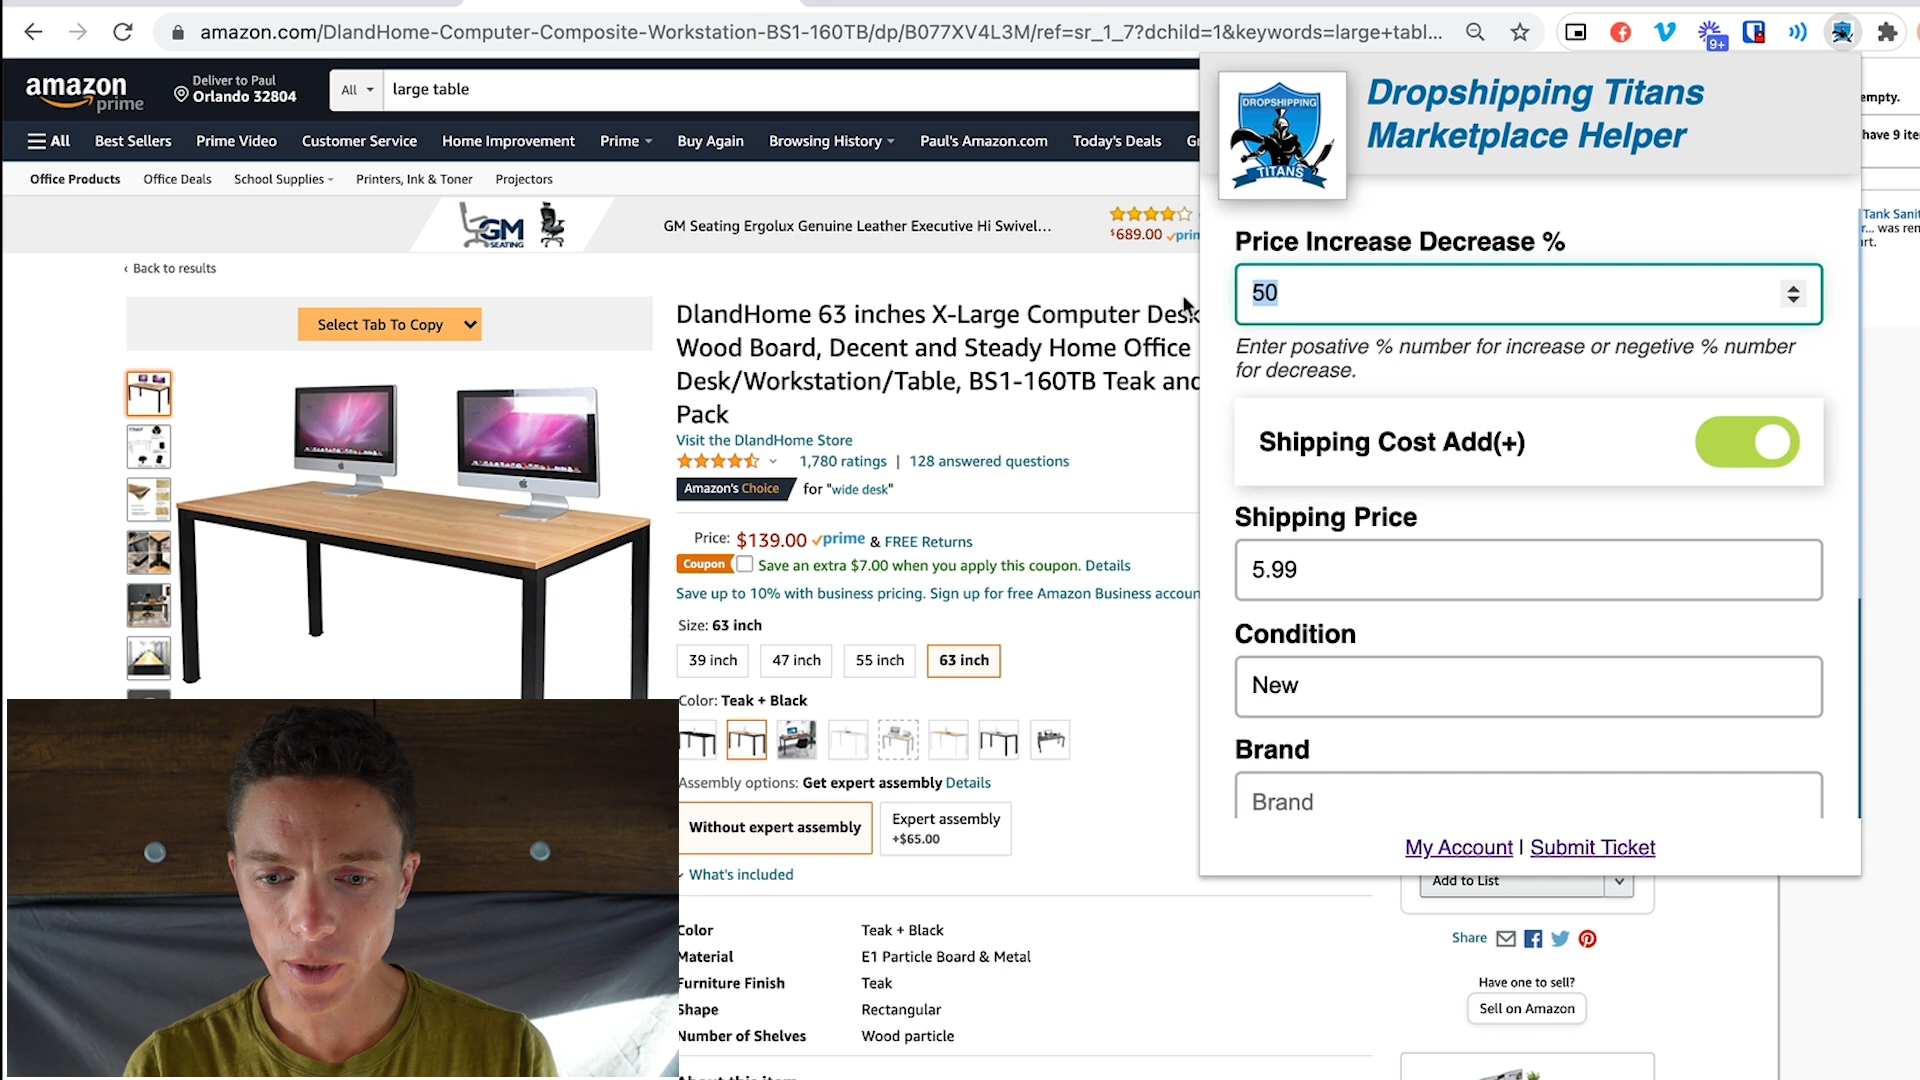 amazon.com/DlandHome-Computer-Composite-Workstation-BS1-160TB/dp/B077XV4L3M/ref=sr_1_7?dchild=1&keywords=large+tabl...
9+
amazon
prime
Deliver to Paul
Orlando 32804
All
large table
All
Best Sellers
Prime Video
Customer Service
Home Improvement
Prime
Buy Again
Browsing History
Paul's Amazon.com
Today's Deals
Office Products
Office Deals
School Supplies
Printers, Ink & Toner
Projectors
GM
SEATING
GM Seating Ergolux Genuine Leather Executive Hi Swivel...
$689.00
‹ Back to results
Select Tab To Copy
DlandHome 63 inches X-Large Computer Desk
Wood Board, Decent and Steady Home Office
Desk/Workstation/Table, BS1-160TB Teak and
Pack
Visit the DlandHome Store
1,780 ratings | 128 answered questions
Amazon's Choice for "wide desk"
Price: $139.00 prime & FREE Returns
Coupon Save an extra $7.00 when you apply this coupon. Details
Save up to 10% with business pricing. Sign up for free Amazon Business accoun
Size: 63 inch
39 inch
47 inch
55 inch
63 inch
Color: Teak + Black
Assembly options: Get expert assembly Details
Without expert assembly
Expert assembly
+$65.00
What's included
Color Teak + Black
Material E1 Particle Board & Metal
Furniture Finish Teak
Shape Rectangular
Number of Shelves Wood particle
About this item
DROPSHIPPING
TITANS
Dropshipping Titans
Marketplace Helper
Price Increase Decrease %
50
Enter posative % number for increase or negetive % number
for decrease.
Shipping Cost Add(+)
Shipping Price
5.99
Condition
New
Brand
Brand
My Account | Submit Ticket
Add to List
Share
Have one to sell?
Sell on Amazon
empty.
have 9 ite
Tank Sanit
r... was ren